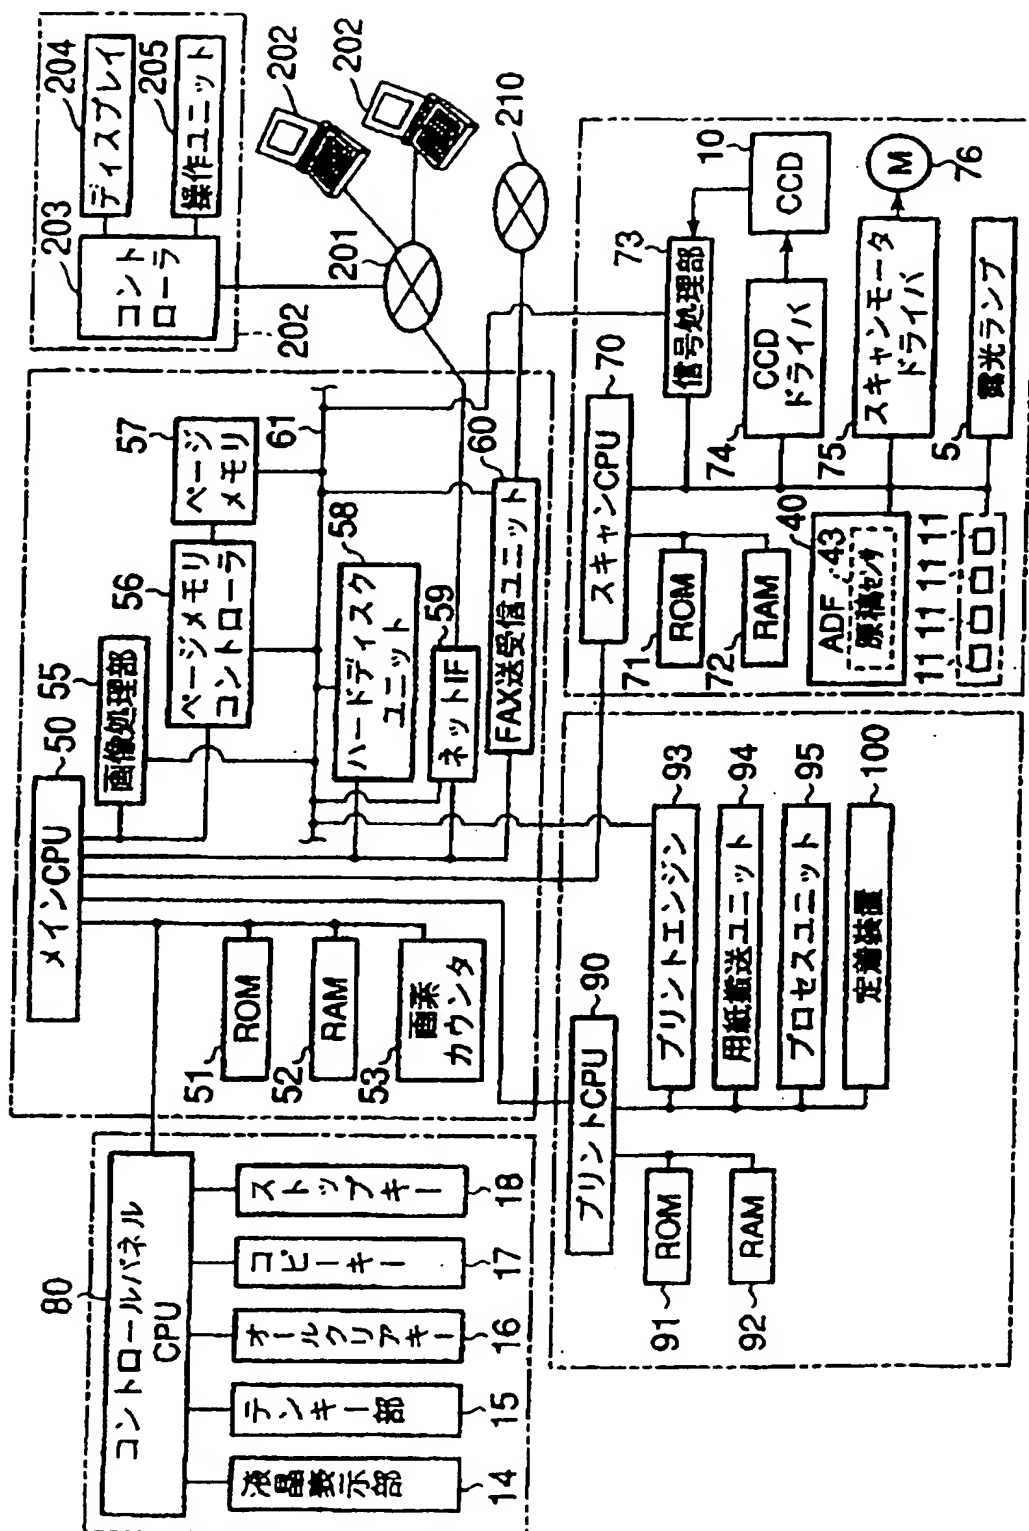 80
コントロールパネル
CPU
液晶表示部
14
テンキー部
15
オールクリアキー
16
コピーキー
17
ストップキー
18
メインCPU
50
51
ROM
52
RAM
53
画素
カウンタ
画像処理部
55
56
ページメモリ
コントローラ
57
ページ
メモリ
61
ハードディスク
ユニット
58
ネットIF
59
FAX送受信ユニット
60
203
コント
ローラ
204
ディスプレイ
205
操作ユニット
202
201
202
202
210
プリントCPU
90
91
ROM
92
RAM
プリントエンジン
93
用紙搬送ユニット
94
プロセスユニット
95
定着装置
100
スキャンCPU
70
71
ROM
72
RAM
73
信号処理部
10
CCD
74
CCD
ドライバ
75
スキャンモータ
ドライバ
M
76
40
ADF
43
原稿センサ
5
露光ランプ
11
11
11
11